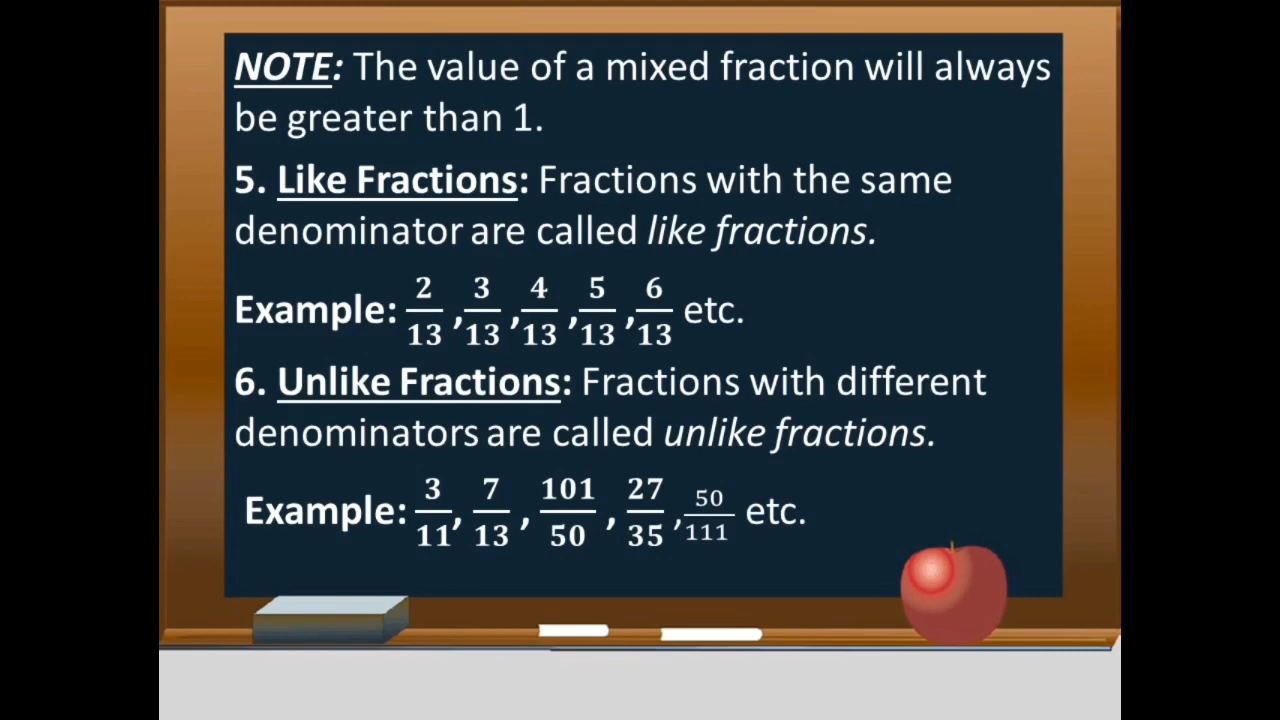 NOTE: The value of a mixed fraction will always
be greater than 1.
5. Like Fractions: Fractions with the same
denominator are called like fractions.
Example: 2/13 , 3/13 , 4/13 , 5/13 , 6/13 etc.
6. Unlike Fractions: Fractions with different
denominators are called unlike fractions.
Example: 3/11 , 7/13 , 101/50 , 27/35 , 50/111 etc.